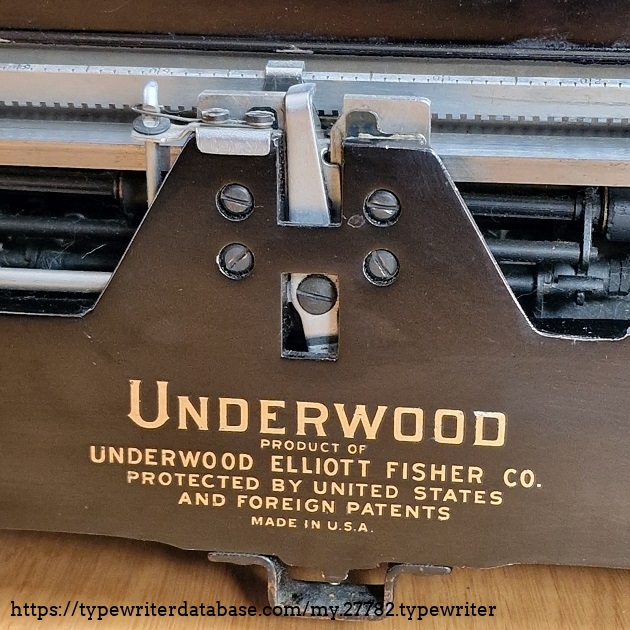 UNDERWOOD
PRODUCT OF
UNDERWOOD ELLIOTT FISHER CO.
PROTECTED BY UNITED STATES
AND FOREIGN PATENTS
MADE IN U.S.A.
https://typewriterdatabase.com/my.27782.typewriter